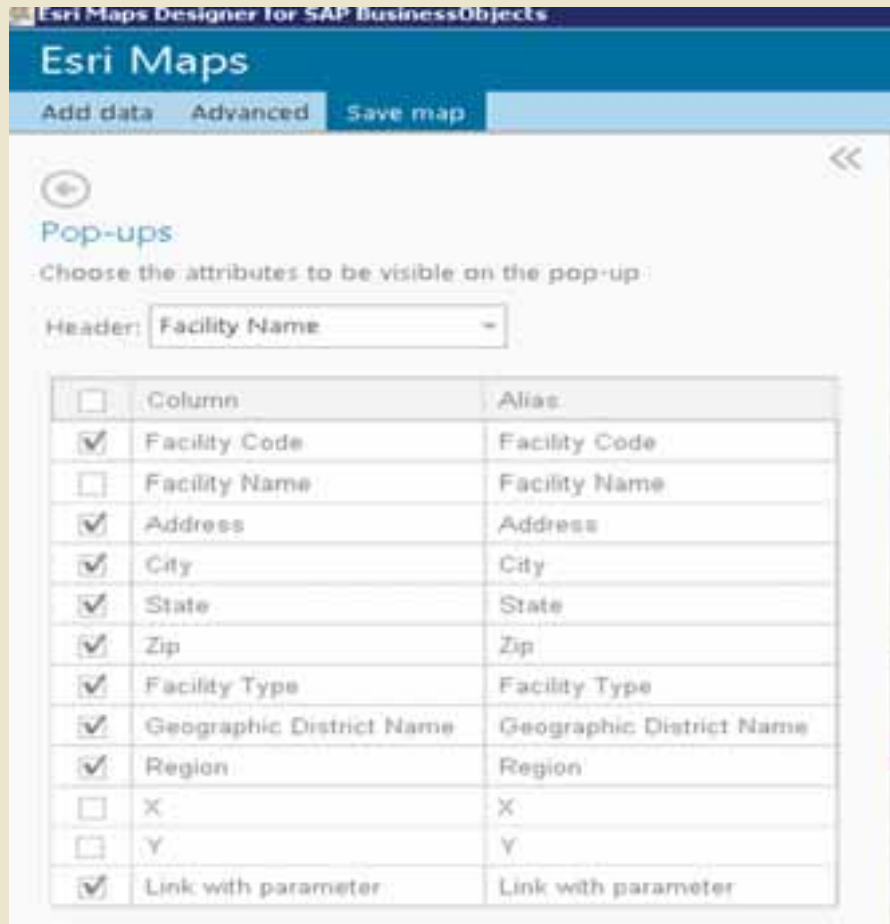 Esri Maps Designer for SAP BusinessObjects
Esri Maps
Add data Advanced Save map
Pop-ups
Choose the attributes to be visible on the pop-up
Header: Facility Name
Column Alias
Facility Code Facility Code
Facility Name Facility Name
Address Address
City City
State State
Zip Zip
Facility Type Facility Type
Geographic District Name Geographic District Name
Region Region
X X
Y Y
Link with parameter Link with parameter